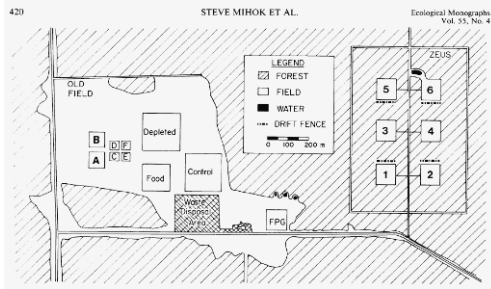 420
STEVE MIHOK ET AL.
Ecological Monographs
Vol. 55, No. 4
OLD
FIELD
LEGEND
FOREST
FIELD
WATER
DRIFT FENCE
0 100 200 m
ZEUS
5 6
3 4
1 2
Depleted
B
D F
A
C E
Food
Control
Waste
Disposal
Area
FPG